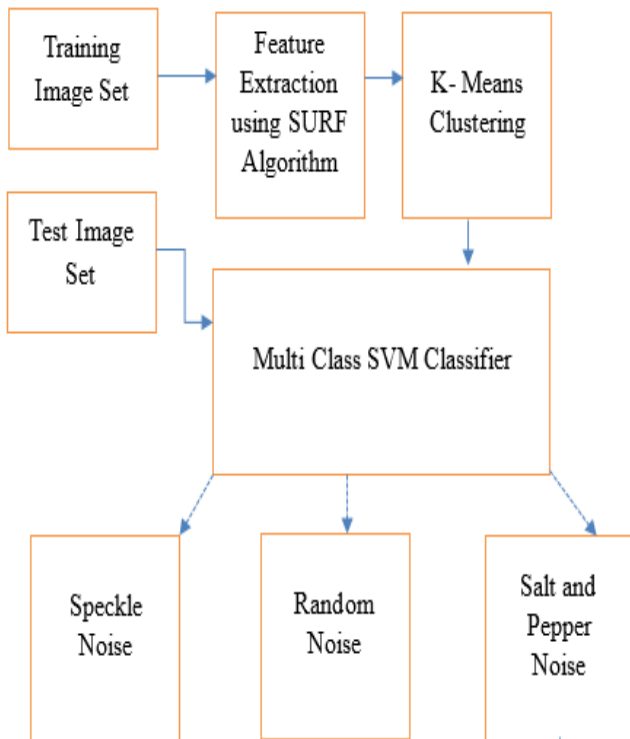 Training
Image Set
Feature
Extraction
using SURF
Algorithm
K- Means
Clustering
Test Image
Set
Multi Class SVM Classifier
Speckle
Noise
Random
Noise
Salt and
Pepper
Noise